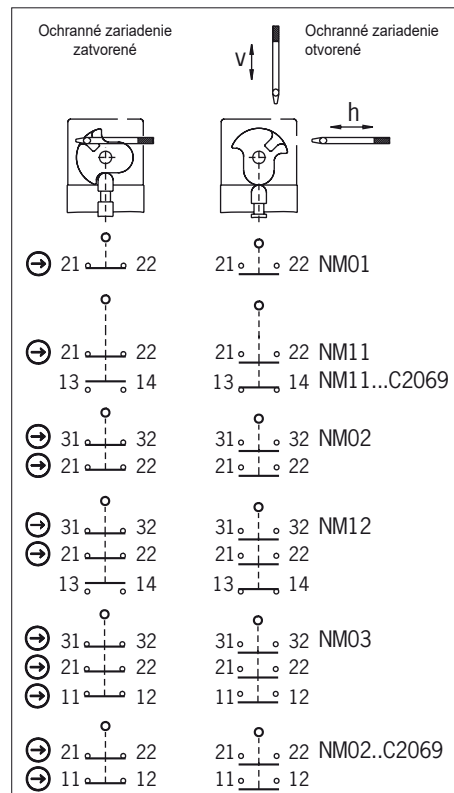 Ochranné zariadenie zatvorené
Ochranné zariadenie otvorené
v
h
21 22 21 22 NM01
21 22 21 22 NM11
13 14 13 14 NM11...C2069
31 32 31 32 NM02
21 22 21 22
31 32 31 32 NM12
21 22 21 22
13 14 13 14
31 32 31 32 NM03
21 22 21 22
11 12 11 12
21 22 21 22 NM02..C2069
11 12 11 12